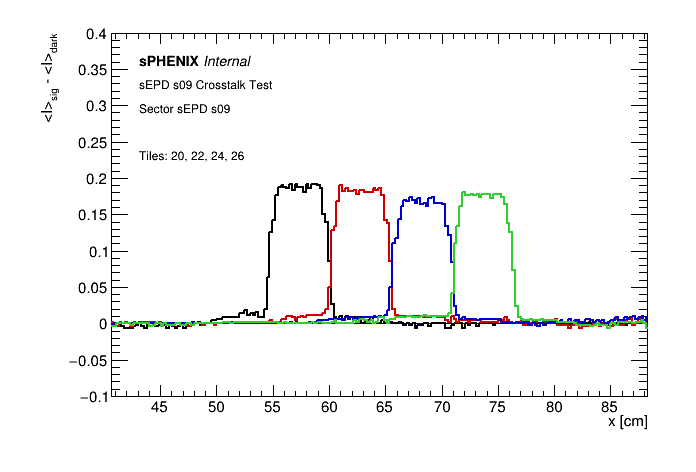 <I>sig - <I>dark
0.4
0.35
0.3
0.25
0.2
0.15
0.1
0.05
0
−0.05
−0.1
sPHENIX Internal
sEPD s09 Crosstalk Test
Sector sEPD s09
Tiles: 20, 22, 24, 26
45 50 55 60 65 70 75 80 85
x [cm]